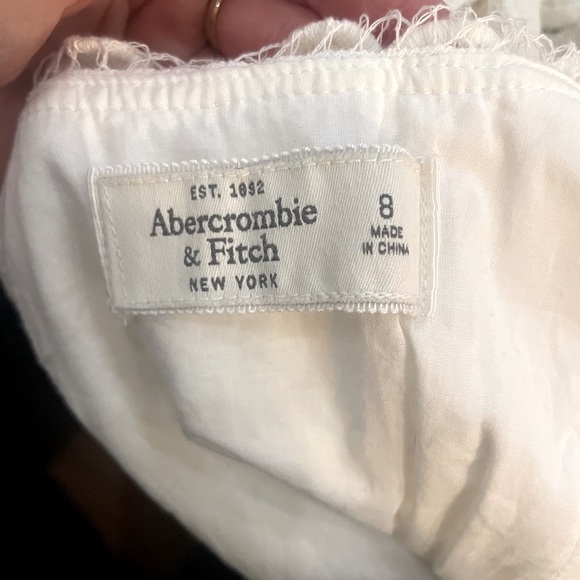 EST. 1892
Abercrombie
& Fitch
NEW YORK
8
MADE
IN CHINA